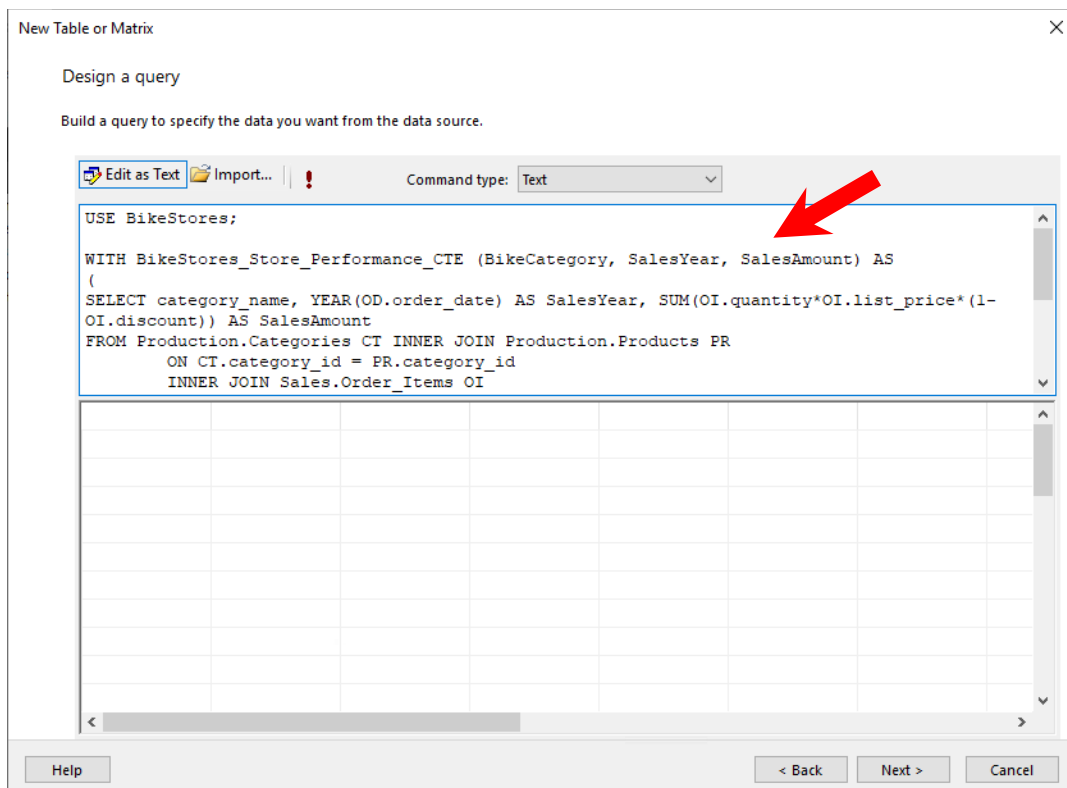 New Table or Matrix
Design a query
Build a query to specify the data you want from the data source.
Edit as Text Import... Command type: Text
USE BikeStores;
WITH BikeStores_Store_Performance_CTE (BikeCategory, SalesYear, SalesAmount) AS
(
SELECT category_name, YEAR(OD.order_date) AS SalesYear, SUM(OI.quantity*OI.list_price*(1-
OI.discount)) AS SalesAmount
FROM Production.Categories CT INNER JOIN Production.Products PR
ON CT.category_id = PR.category_id
INNER JOIN Sales.Order_Items OI
Help < Back Next > Cancel